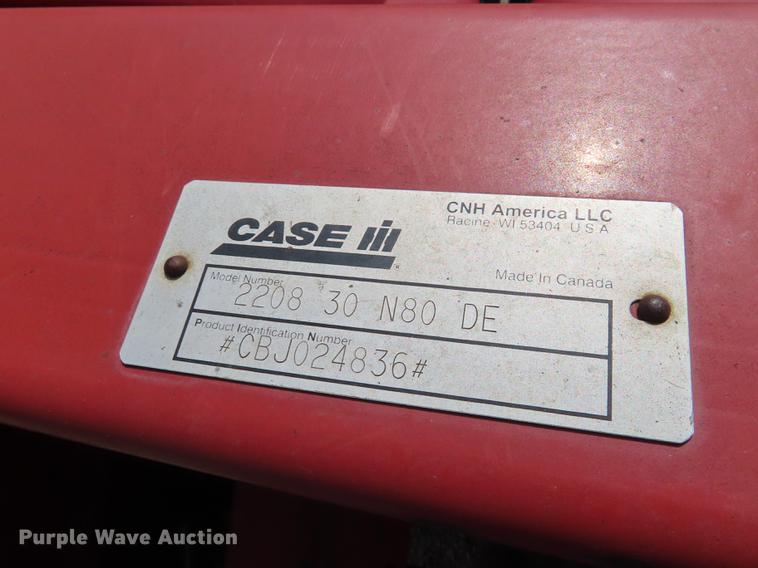 CNH America LLC
Racine WI 53404 U S A
CASE IH
Made In Canada
Model Number
2208 30 N80 DE
Product Identification Number
#CBJ024836#
Purple Wave Auction